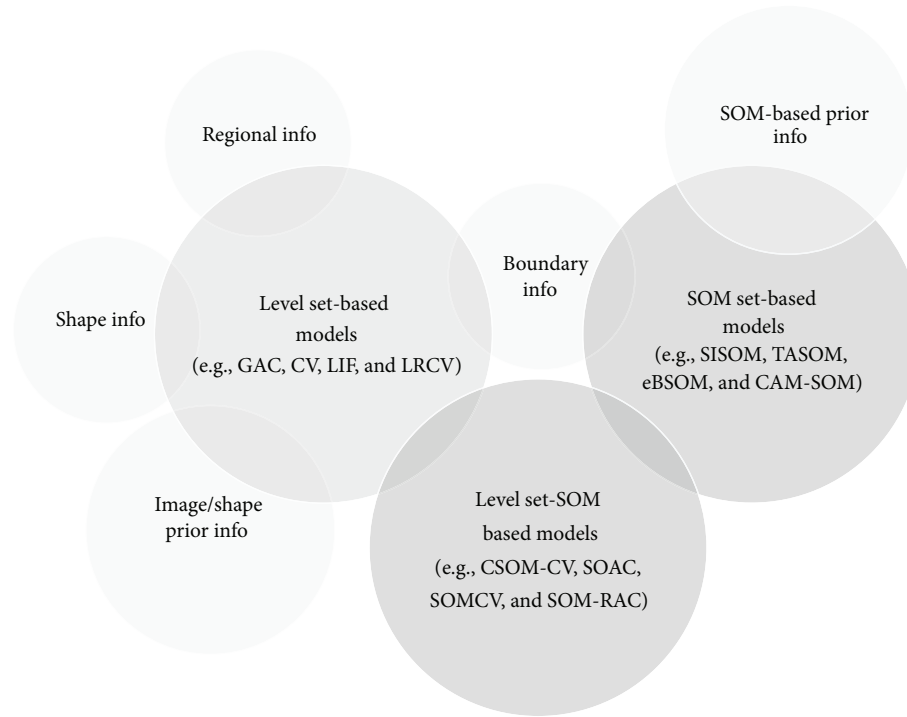 Regional info
SOM-based prior
info
Shape info
Level set-based
models
(e.g., GAC, CV, LIF, and LRCV)
Boundary
info
SOM set-based
models
(e.g., SISOM, TASOM,
eBSOM, and CAM-SOM)
Image/shape
prior info
Level set-SOM
based models
(e.g., CSOM-CV, SOAC,
SOMCV, and SOM-RAC)